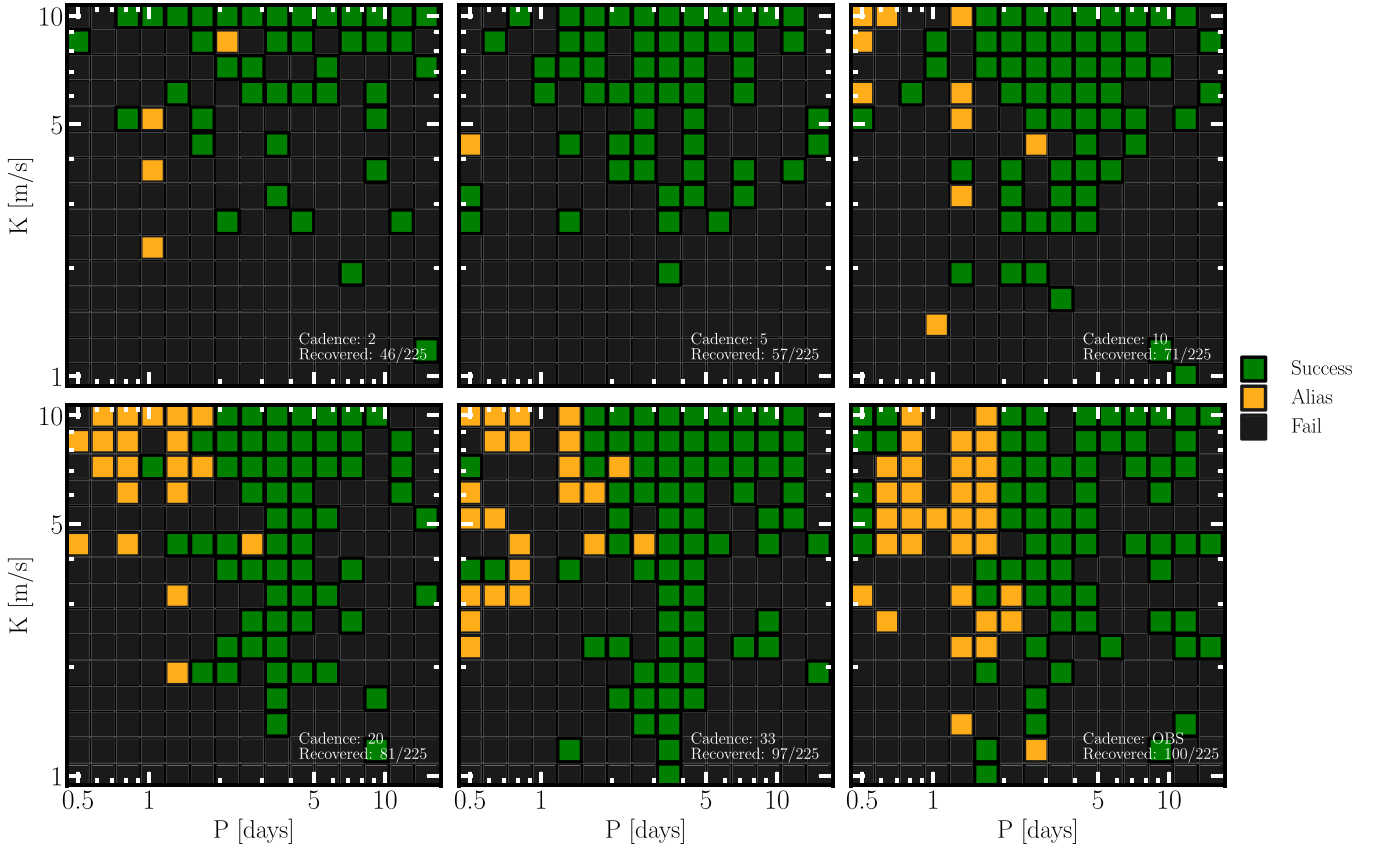 10
5
1
K [m/s]
Cadence: 2
Recovered: 46/225
Cadence: 5
Recovered: 57/225
Cadence: 10
Recovered: 71/225
Success
Alias
Fail
10
5
1
K [m/s]
Cadence: 20
Recovered: 81/225
Cadence: 33
Recovered: 97/225
Cadence: OBS
Recovered: 100/225
0.5 1 5 10
0.5 1 5 10
0.5 1 5 10
P [days]
P [days]
P [days]